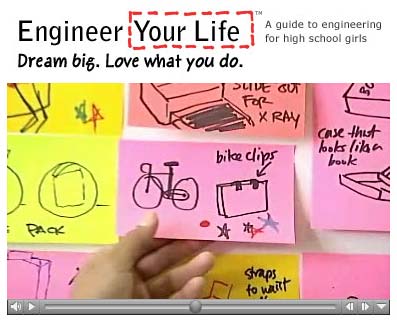 Engineer Your Life™
A guide to engineering
for high school girls
Dream big. Love what you do.
SLIDE OUT
FOR
X RAY
case that
looks like a
book
bike clips
PACK
straps
to waist